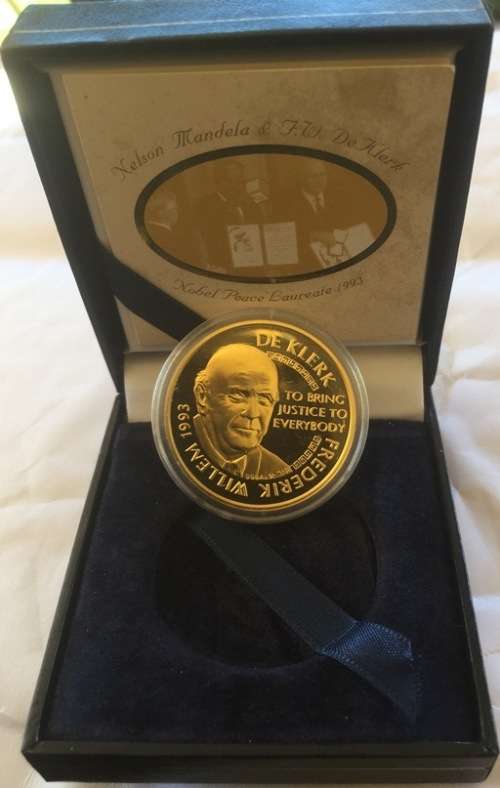 Nelson Mandela & F.W. De Klerk
Nobel Peace Laureate 1993
DE KLERK
TO BRING
JUSTICE TO
EVERYBODY
FREDERIK WILLEM 1993